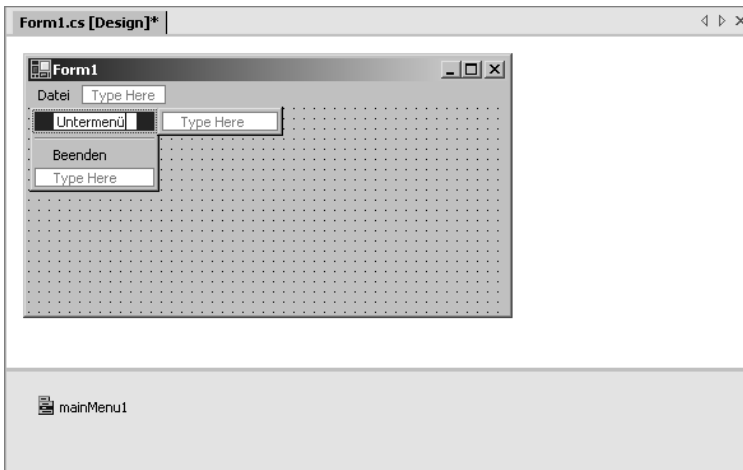 Form1.cs [Design]*
Form1
Datei Type Here
Untermenü Type Here
Beenden
Type Here
mainMenu1